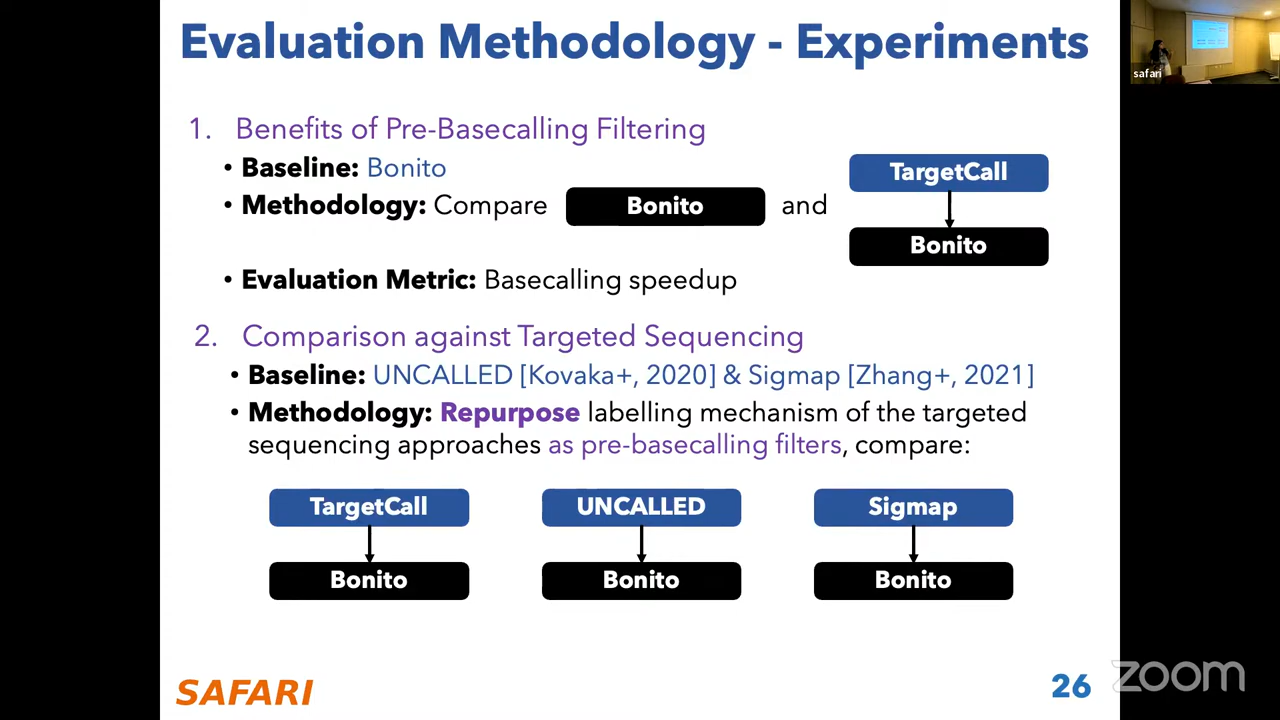 Evaluation Methodology - Experiments
safari
1. Benefits of Pre-Basecalling Filtering
• Baseline: Bonito
• Methodology: Compare Bonito and
TargetCall
Bonito
• Evaluation Metric: Basecalling speedup
2. Comparison against Targeted Sequencing
• Baseline: UNCALLED [Kovaka+, 2020] & Sigmap [Zhang+, 2021]
• Methodology: Repurpose labelling mechanism of the targeted
sequencing approaches as pre-basecalling filters, compare:
TargetCall UNCALLED Sigmap
Bonito Bonito Bonito
SAFARI
26
zoom